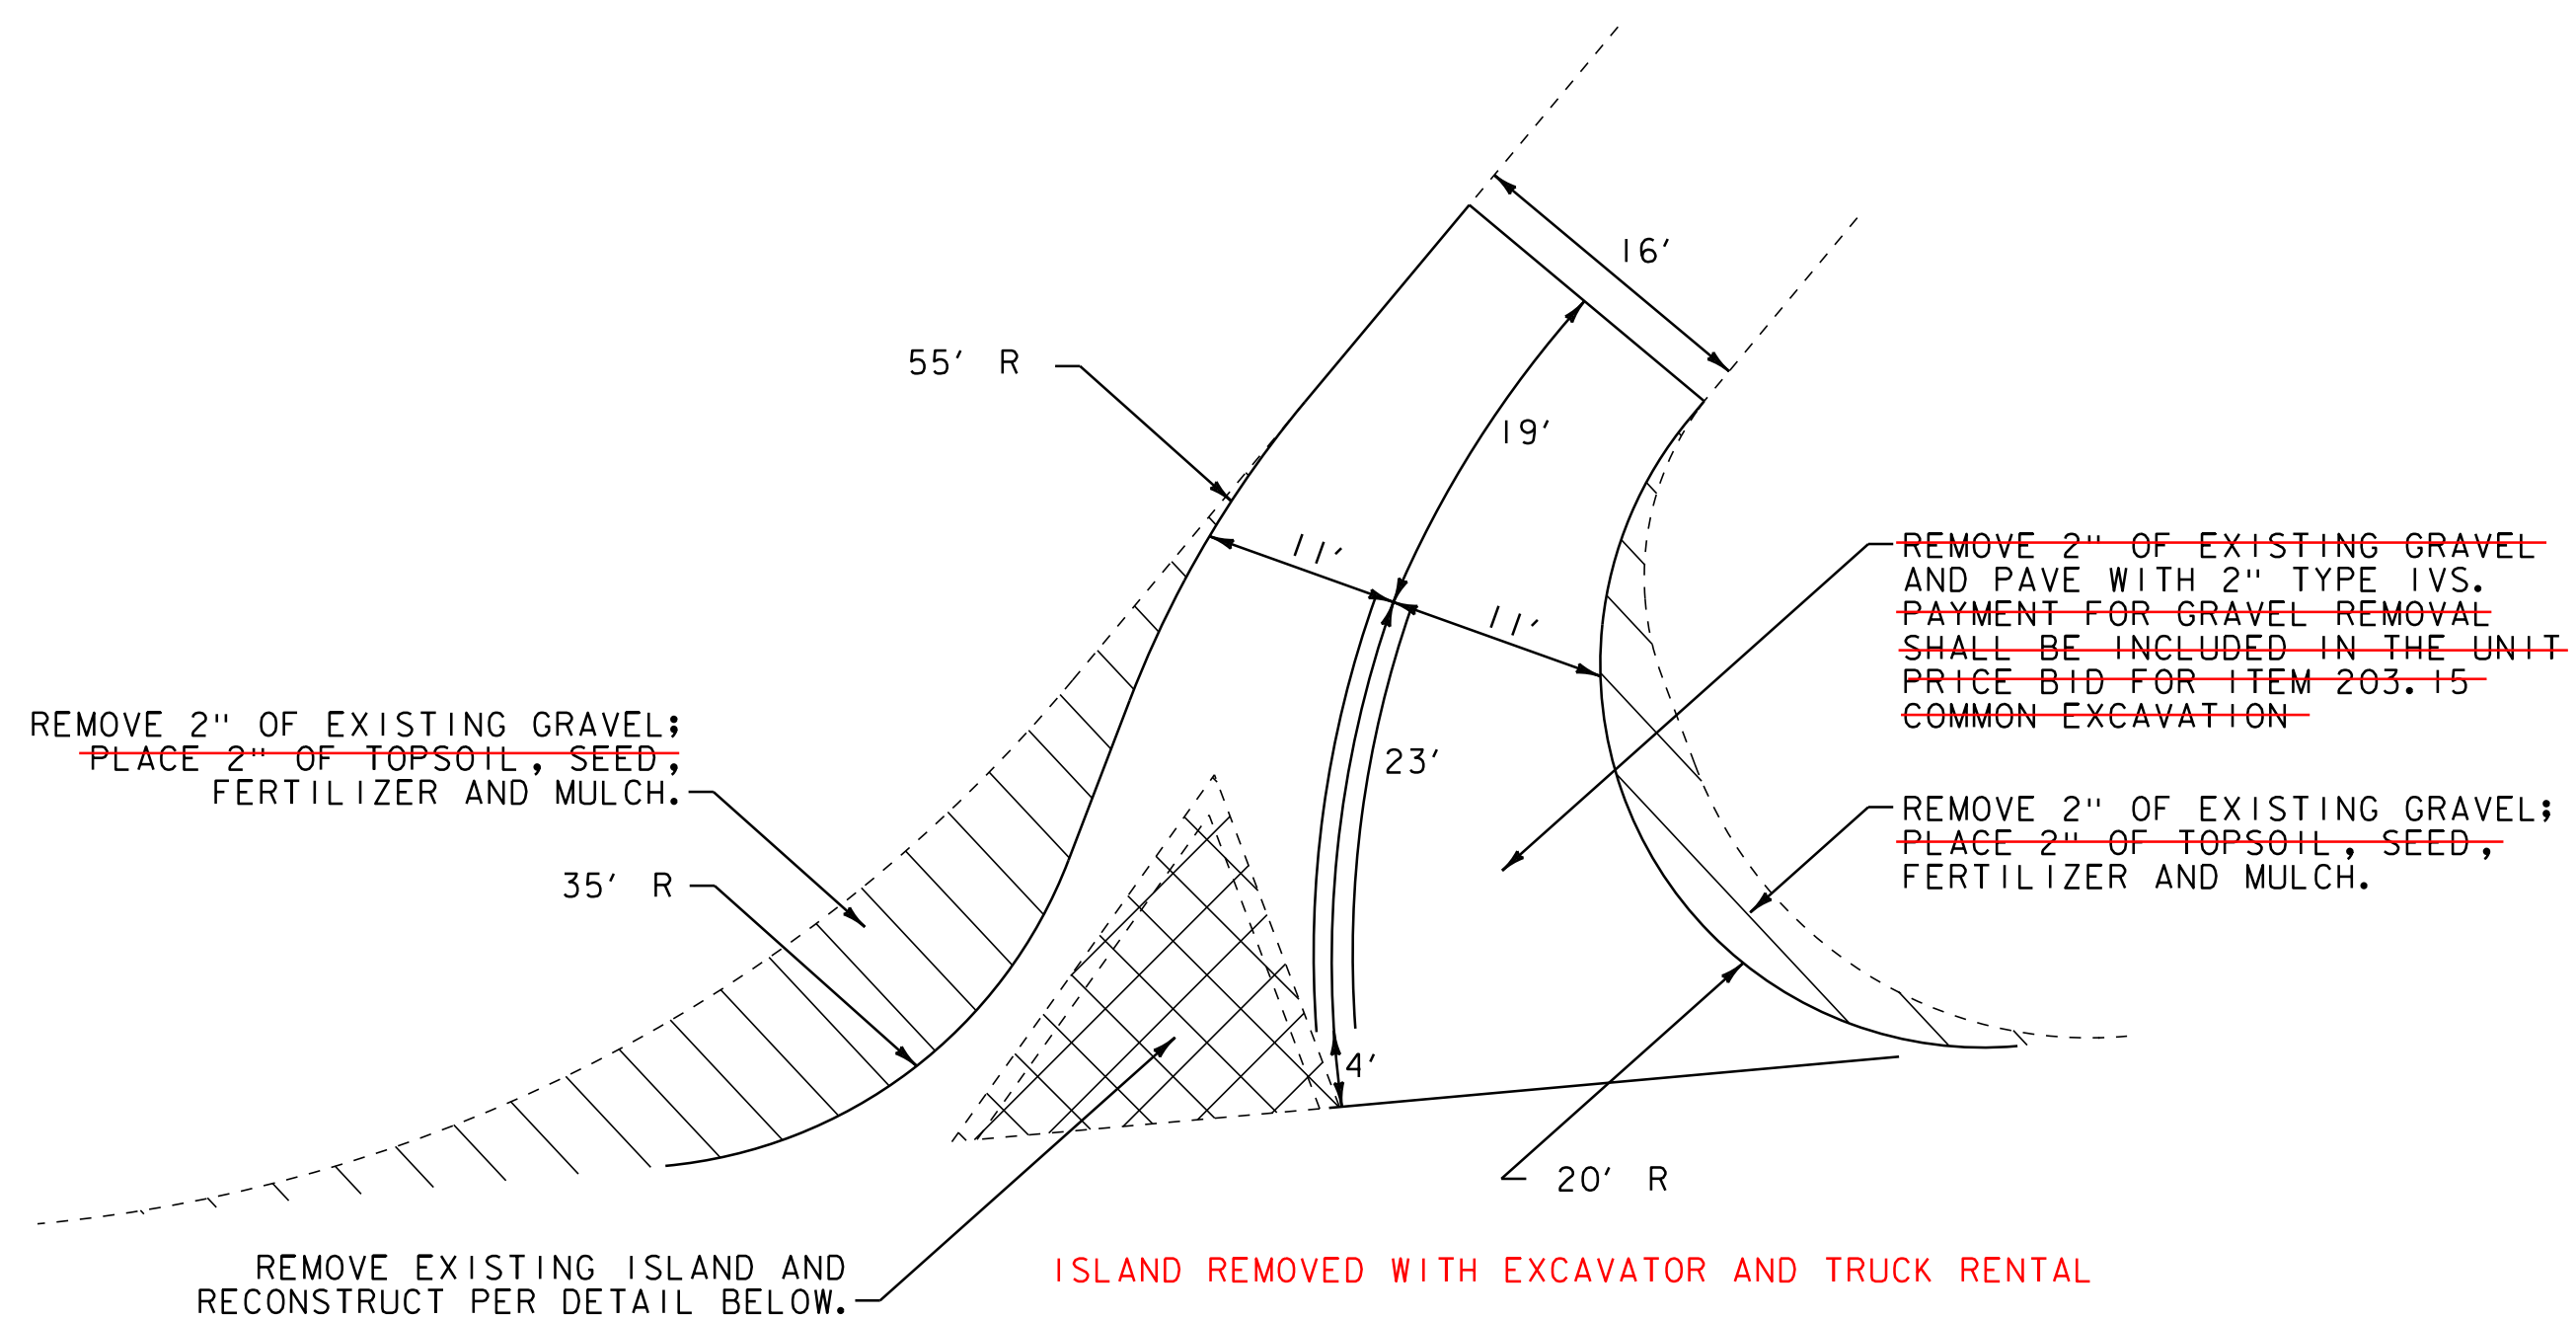 16'
55' R
19'
11'
11'
REMOVE 2" OF EXISTING GRAVEL
AND PAVE WITH 2" TYPE IVS.
PAYMENT FOR GRAVEL REMOVAL
SHALL BE INCLUDED IN THE UNIT
PRICE BID FOR ITEM 203.15
COMMON EXCAVATION
REMOVE 2" OF EXISTING GRAVEL;
PLACE 2" OF TOPSOIL, SEED,
FERTILIZER AND MULCH.
23'
REMOVE 2" OF EXISTING GRAVEL;
PLACE 2" OF TOPSOIL, SEED,
FERTILIZER AND MULCH.
35' R
4'
20' R
REMOVE EXISTING ISLAND AND
RECONSTRUCT PER DETAIL BELOW.
ISLAND REMOVED WITH EXCAVATOR AND TRUCK RENTAL